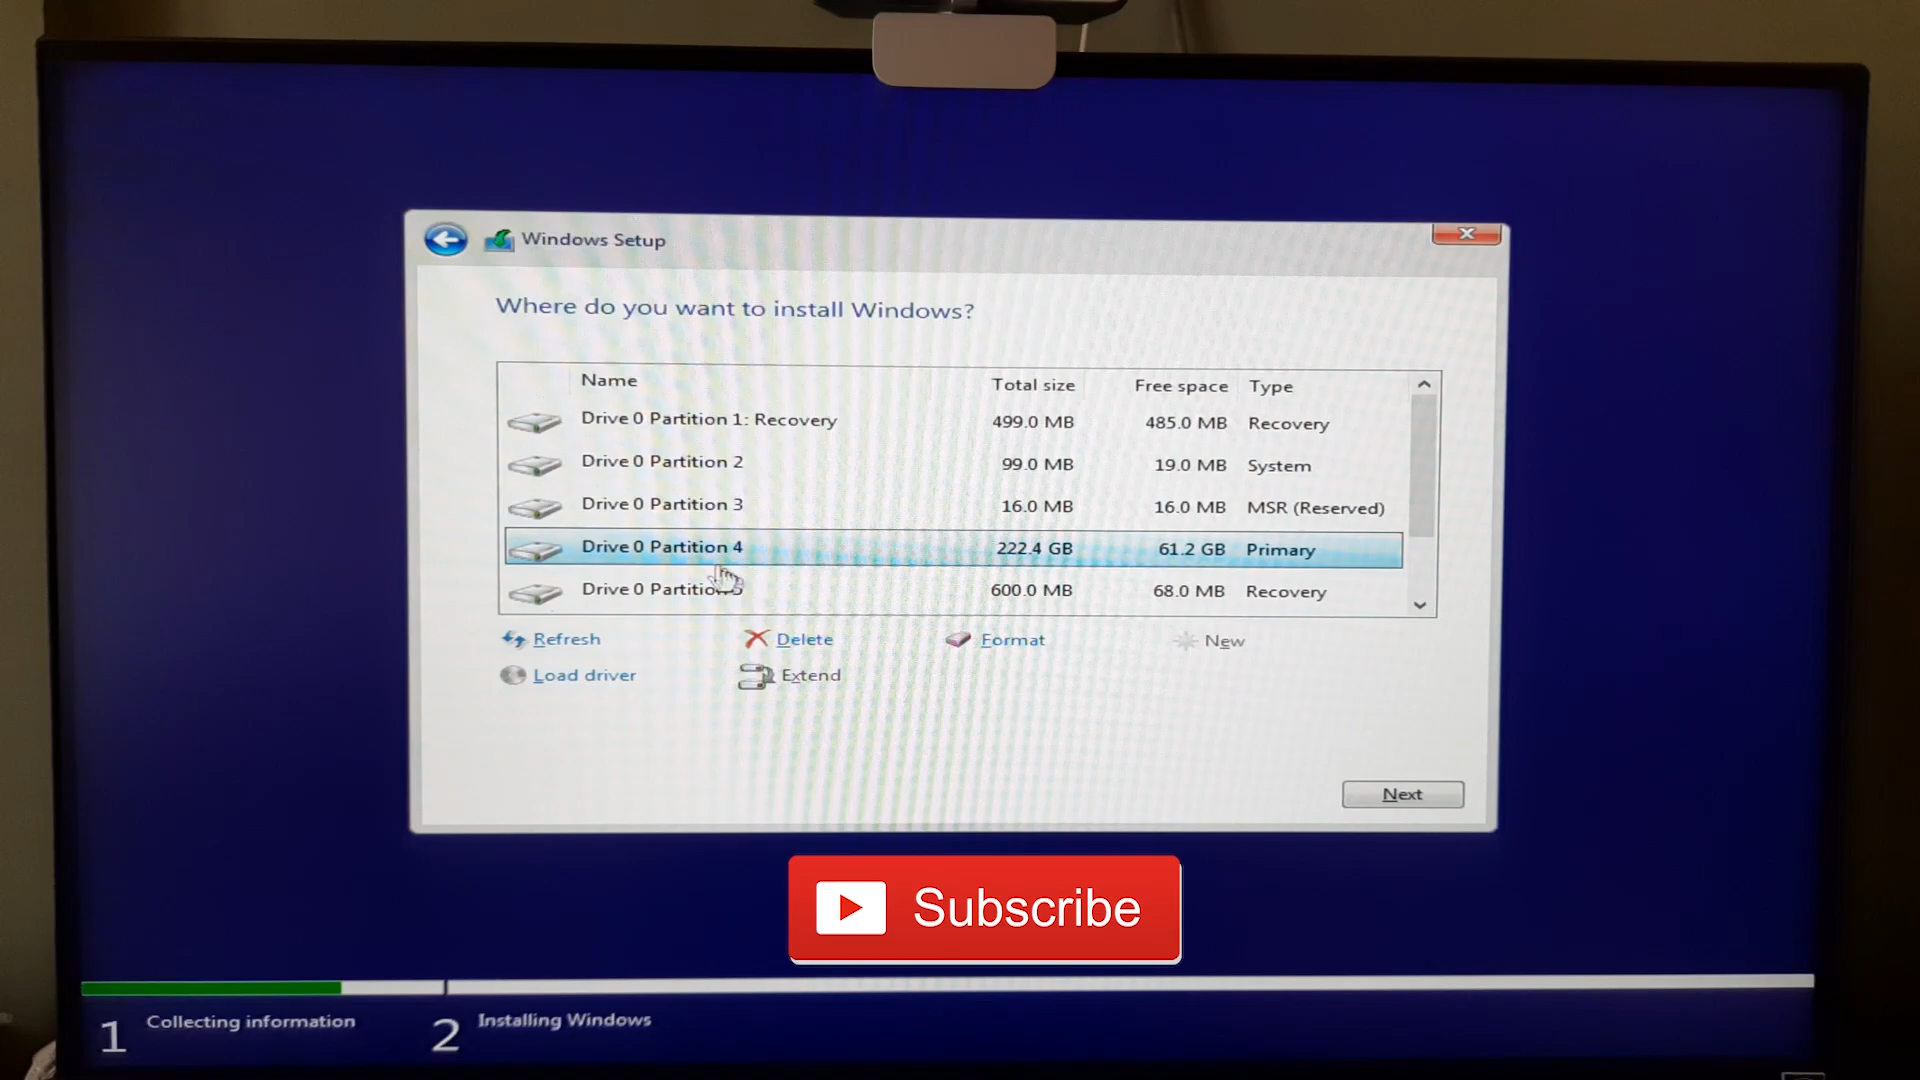 Windows Setup
Where do you want to install Windows?
Name Total size Free space Type
Drive 0 Partition 1: Recovery 499.0 MB 485.0 MB Recovery
Drive 0 Partition 2 99.0 MB 19.0 MB System
Drive 0 Partition 3 16.0 MB 16.0 MB MSR (Reserved)
Drive 0 Partition 4 222.4 GB 61.2 GB Primary
Drive 0 Partition 5 600.0 MB 68.0 MB Recovery
Refresh Delete Format New
Load driver Extend
Next
Subscribe
1 Collecting information 2 Installing Windows